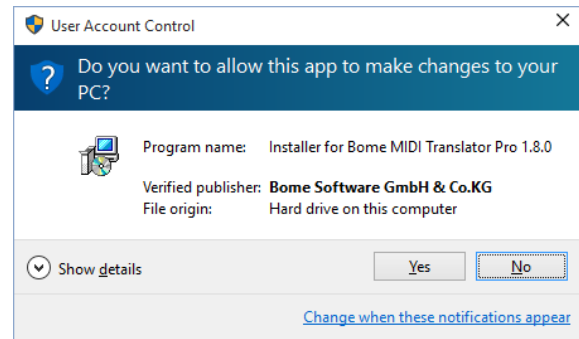 User Account Control
Do you want to allow this app to make changes to your
PC?
Program name: Installer for Bome MIDI Translator Pro 1.8.0
Verified publisher: Bome Software GmbH & Co.KG
File origin: Hard drive on this computer
Show details
Yes
No
Change when these notifications appear